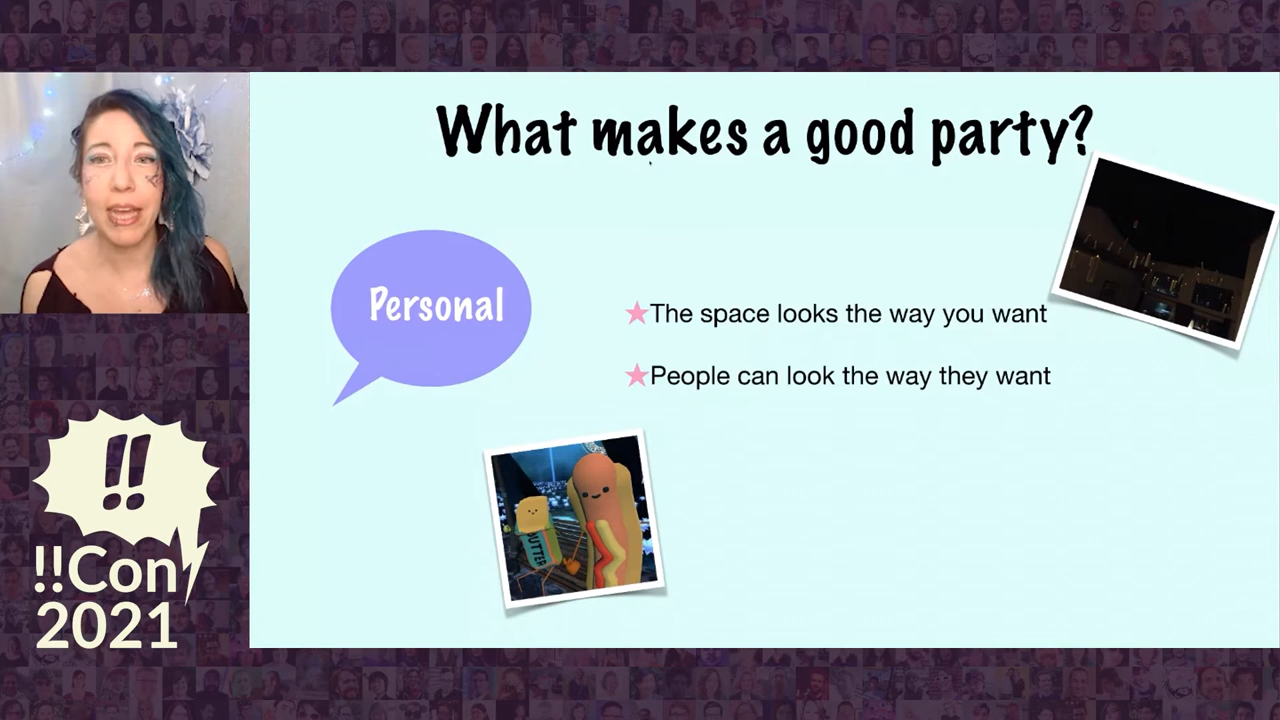 What makes a good party?
Personal
The space looks the way you want
People can look the way they want
BUTTER
!!
!!Con
2021